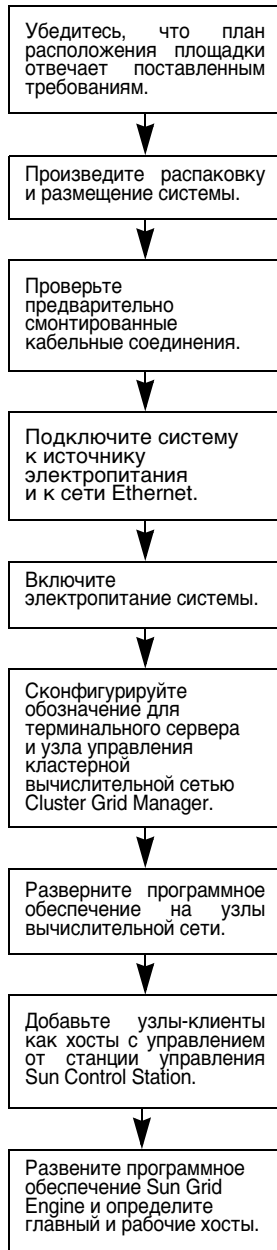 Убедитесь, что план
расположения площадки
отвечает поставленным
требованиям.
Произведите распаковку
и размещение системы.
Проверьте
предварительно
смонтированные
кабельные соединения.
Подключите систему
к источнику
электропитания
и к сети Ethernet.
Включите
электропитание системы.
Сконфигурируйте
обозначение для
терминального сервера
и узла управления
кластерной
вычислительной сетью
Cluster Grid Manager.
Разверните программное
обеспечение на узлы
вычислительной сети.
Добавьте узлы-клиенты
как хосты с управлением
от станции управления
Sun Control Station.
Развените программное
обеспечение Sun Grid
Engine и определите
главный и рабочие хосты.